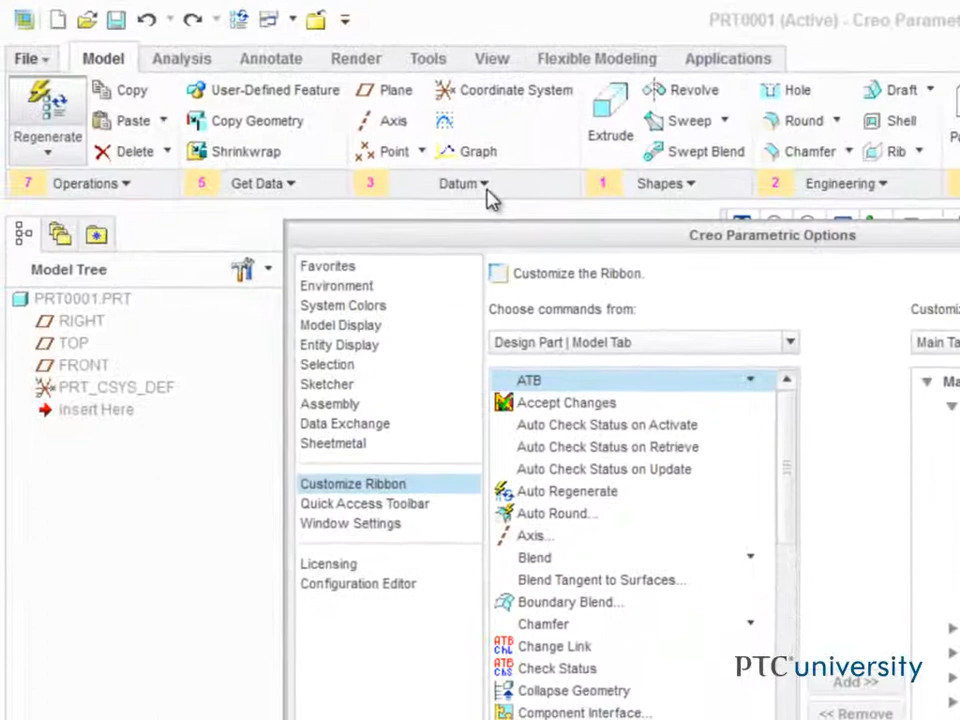 PRT0001 (Active) - Creo Parame
File Model Analysis Annotate Render Tools View Flexible Modeling Applications
Regenerate
Copy
Paste
Delete
7 Operations
User-Defined Feature
Copy Geometry
Shrinkwrap
5 Get Data
Plane
Axis
Point
Coordinate System
Graph
3 Datum
Extrude
Revolve
Sweep
Swept Blend
1 Shapes
Hole
Round
Chamfer
Draft
Shell
Rib
2 Engineering
Model Tree
PRT0001.PRT
RIGHT
TOP
FRONT
PRT_CSYS_DEF
Insert Here
Creo Parametric Options
Favorites
Environment
System Colors
Model Display
Entity Display
Selection
Sketcher
Assembly
Data Exchange
Sheetmetal
Customize Ribbon
Quick Access Toolbar
Window Settings
Licensing
Configuration Editor
Customize the Ribbon.
Choose commands from:
Design Part | Model Tab
ATB
Accept Changes
Auto Check Status on Activate
Auto Check Status on Retrieve
Auto Check Status on Update
Auto Regenerate
Auto Round...
Axis...
Blend
Blend Tangent to Surfaces...
Boundary Blend...
Chamfer
Change Link
Check Status
Collapse Geometry
Component Interface...
Customiz
Main Ta
Ma
Add >>
<< Remove
PTC university